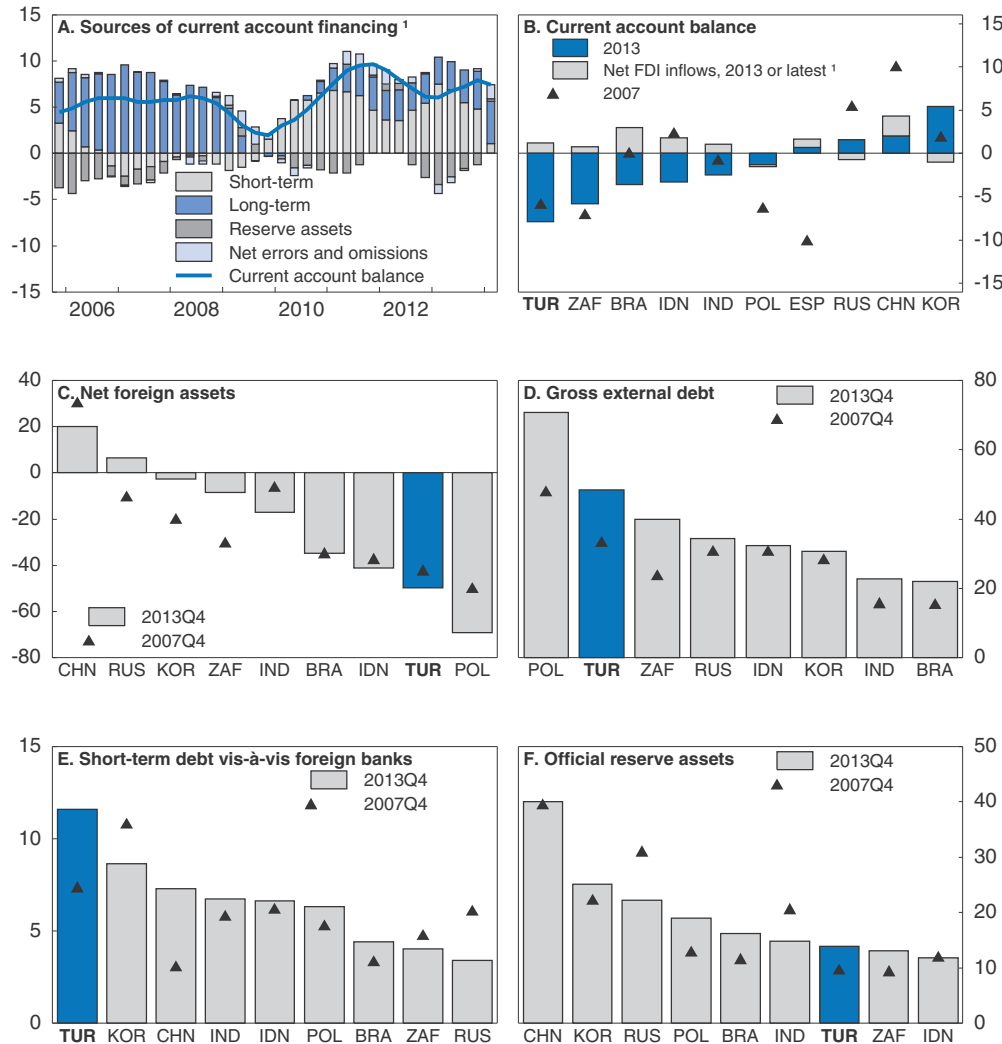 A. Sources of current account financing ¹
15
10
5
0
-5
-10
-15
Short-term
Long-term
Reserve assets
Net errors and omissions
Current account balance
2006 2008 2010 2012
B. Current account balance
2013
Net FDI inflows, 2013 or latest ¹
2007
15
10
5
0
-5
-10
-15
TUR ZAF BRA IDN IND POL ESP RUS CHN KOR
C. Net foreign assets
40
20
0
-20
-40
-60
-80
2013Q4
2007Q4
CHN RUS KOR ZAF IND BRA IDN TUR POL
D. Gross external debt
2013Q4
2007Q4
80
60
40
20
0
POL TUR ZAF RUS IDN KOR IND BRA
E. Short-term debt vis-à-vis foreign banks
15
10
5
0
2013Q4
2007Q4
TUR KOR CHN IND IDN POL BRA ZAF RUS
F. Official reserve assets
2013Q4
2007Q4
50
40
30
20
10
0
CHN KOR RUS POL BRA IND TUR ZAF IDN